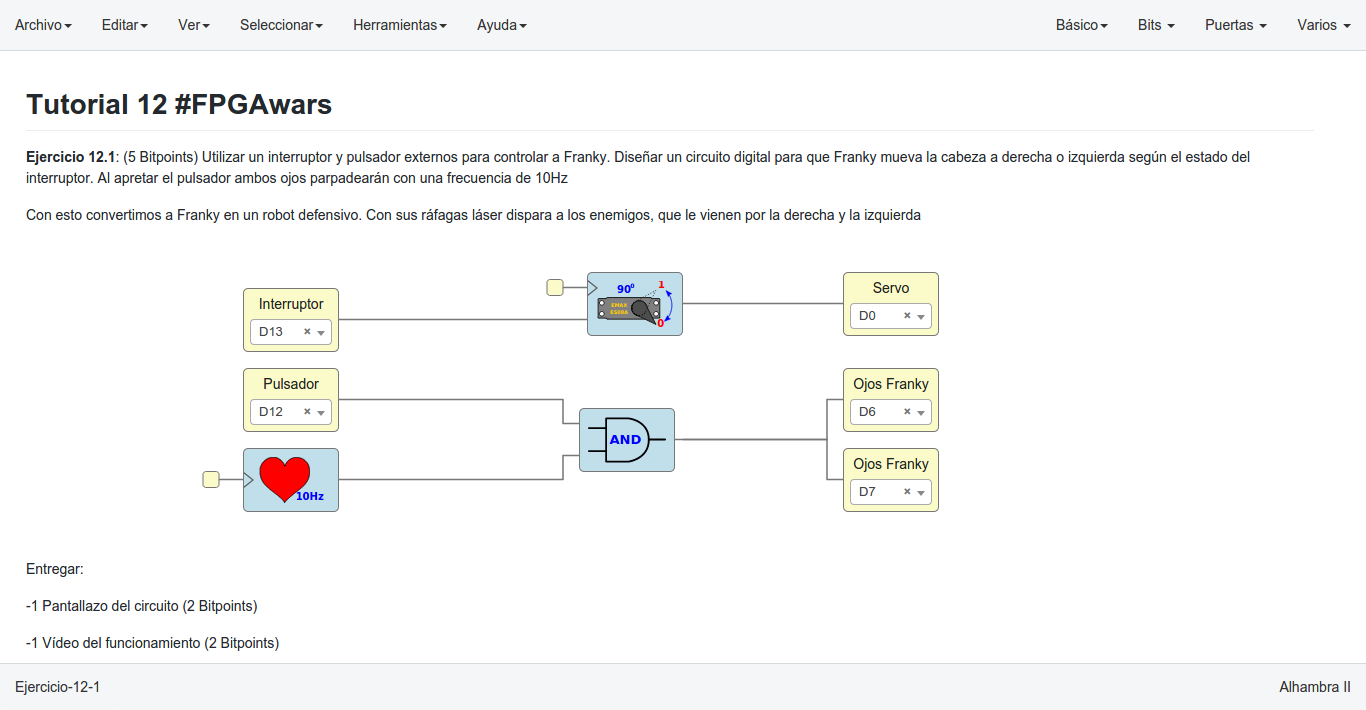 Archivo Editar Ver Seleccionar Herramientas Ayuda Básico Bits Puertas Varios
Tutorial 12 #FPGAwars
Ejercicio 12.1: (5 Bitpoints) Utilizar un interruptor y pulsador externos para controlar a Franky. Diseñar un circuito digital para que Franky mueva la cabeza a derecha o izquierda según el estado del
interruptor. Al apretar el pulsador ambos ojos parpadearán con una frecuencia de 10Hz
Con esto convertimos a Franky en un robot defensivo. Con sus ráfagas láser dispara a los enemigos, que le vienen por la derecha y la izquierda
Interruptor
D13 ×
90º 1
EMAX
ES08A
0
Servo
D0 ×
Pulsador
D12 ×
10Hz
AND
Ojos Franky
D6 ×
Ojos Franky
D7 ×
Entregar:
-1 Pantallazo del circuito (2 Bitpoints)
-1 Vídeo del funcionamiento (2 Bitpoints)
Ejercicio-12-1 Alhambra II